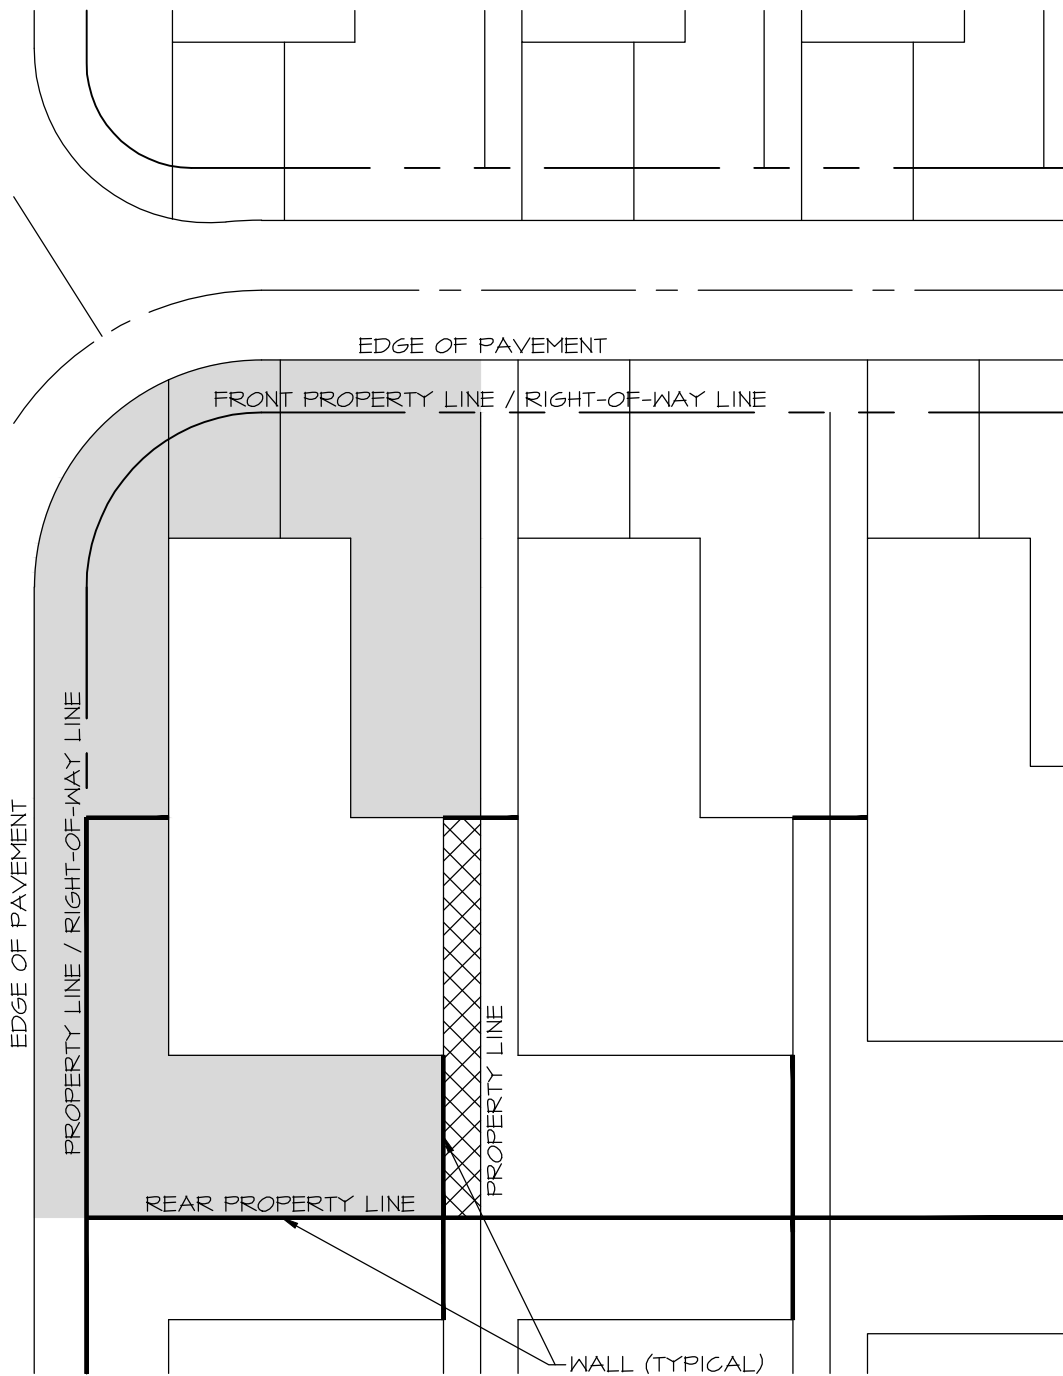 EDGE OF PAVEMENT
FRONT PROPERTY LINE / RIGHT-OF-WAY LINE
PROPERTY LINE / RIGHT-OF-WAY LINE
EDGE OF PAVEMENT
PROPERTY LINE
REAR PROPERTY LINE
WALL (TYPICAL)